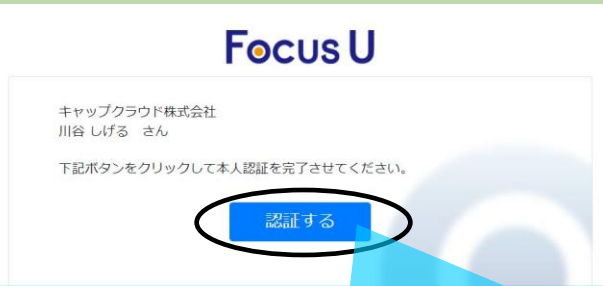 Focus U
キャップクラウド株式会社
川谷 しげる　さん
下記ボタンをクリックして本人認証を完了させてください。
認証する